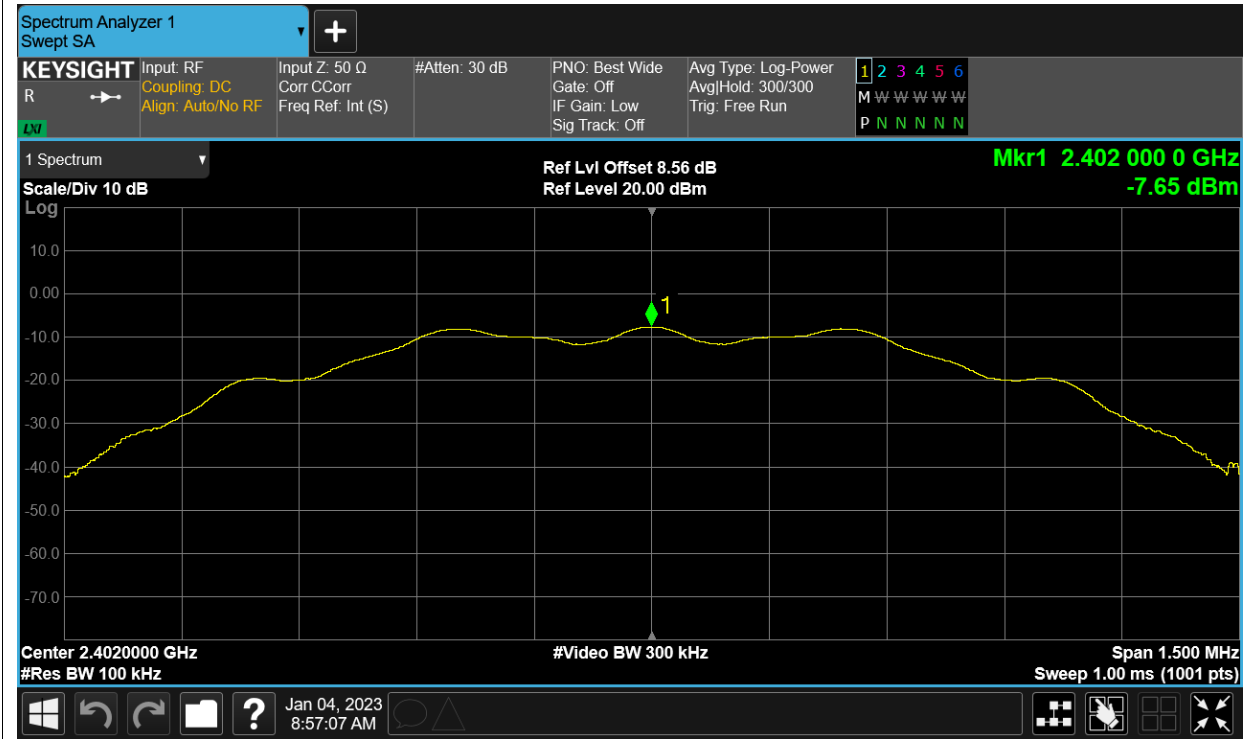 Spectrum Analyzer 1
Swept SA
KEYSIGHT
R
LXI
Input: RF
Coupling: DC
Align: Auto/No RF
Input Z: 50 Ω
Corr CCorr
Freq Ref: Int (S)
#Atten: 30 dB
PNO: Best Wide
Gate: Off
IF Gain: Low
Sig Track: Off
Avg Type: Log-Power
Avg|Hold: 300/300
Trig: Free Run
1 2 3 4 5 6
M W W W W W
P N N N N N
1 Spectrum
Scale/Div 10 dB
Ref Lvl Offset 8.56 dB
Ref Level 20.00 dBm
Mkr1 2.402 000 0 GHz
-7.65 dBm
Log
10.0
0.00
-10.0
-20.0
-30.0
-40.0
-50.0
-60.0
-70.0
1
Center 2.4020000 GHz
#Res BW 100 kHz
#Video BW 300 kHz
Span 1.500 MHz
Sweep 1.00 ms (1001 pts)
?
Jan 04, 2023
8:57:07 AM